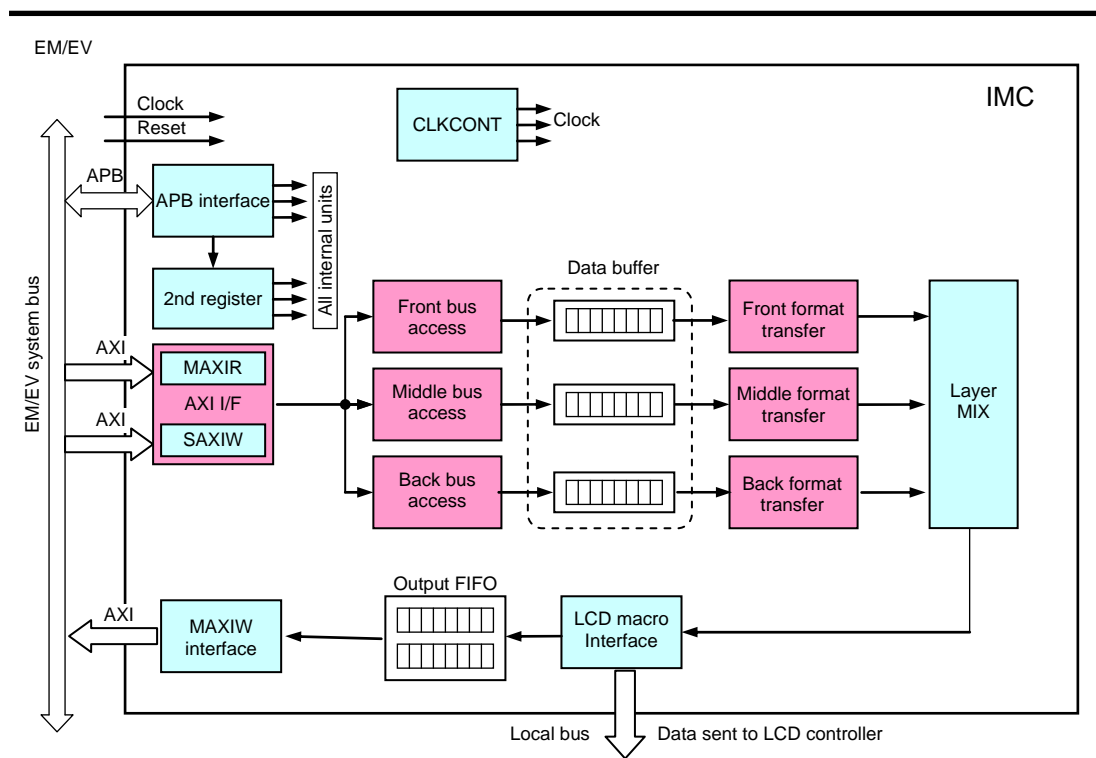 EM/EV
IMC
Clock
Reset
CLKCONT
Clock
APB
APB interface
All internal units
2nd register
Data buffer
EM/EV system bus
AXI
MAXIR
AXI I/F
AXI
SAXIW
Front bus
access
Front format
transfer
Middle bus
access
Middle format
transfer
Layer
MIX
Back bus
access
Back format
transfer
Output FIFO
AXI
MAXIW
interface
LCD macro
Interface
Local bus
Data sent to LCD controller